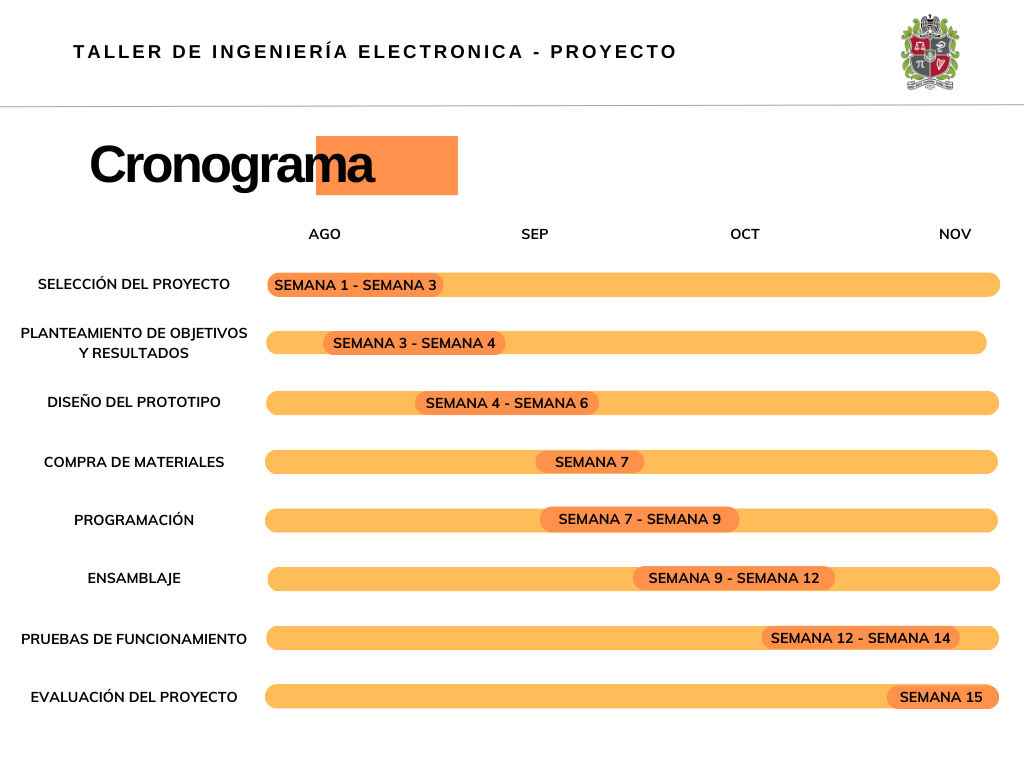 TALLER DE INGENIERÍA ELECTRONICA - PROYECTO
Cronograma
AGO SEP OCT NOV
SELECCIÓN DEL PROYECTO SEMANA 1 - SEMANA 3
PLANTEAMIENTO DE OBJETIVOS
Y RESULTADOS SEMANA 3 - SEMANA 4
DISEÑO DEL PROTOTIPO SEMANA 4 - SEMANA 6
COMPRA DE MATERIALES SEMANA 7
PROGRAMACIÓN SEMANA 7 - SEMANA 9
ENSAMBLAJE SEMANA 9 - SEMANA 12
PRUEBAS DE FUNCIONAMIENTO SEMANA 12 - SEMANA 14
EVALUACIÓN DEL PROYECTO SEMANA 15